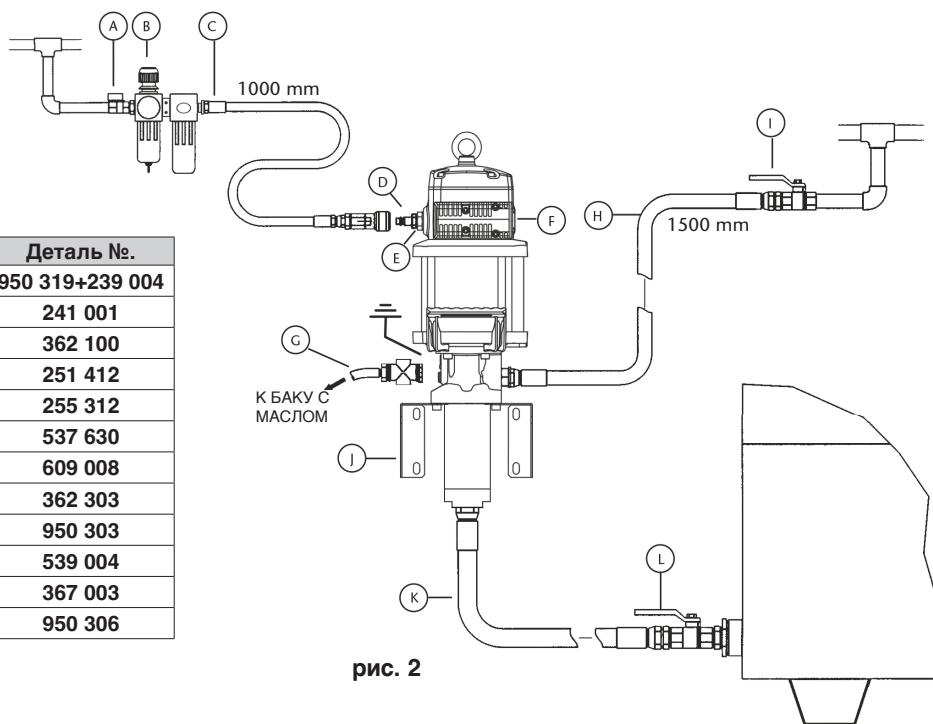 A
B
C
1000 mm
D
E
F
G
H
I
1500 mm
К БАКУ С
МАСЛОМ
J
K
L
Деталь №.
950 319+239 004
241 001
362 100
251 412
255 312
537 630
609 008
362 303
950 303
539 004
367 003
950 306
рис. 2